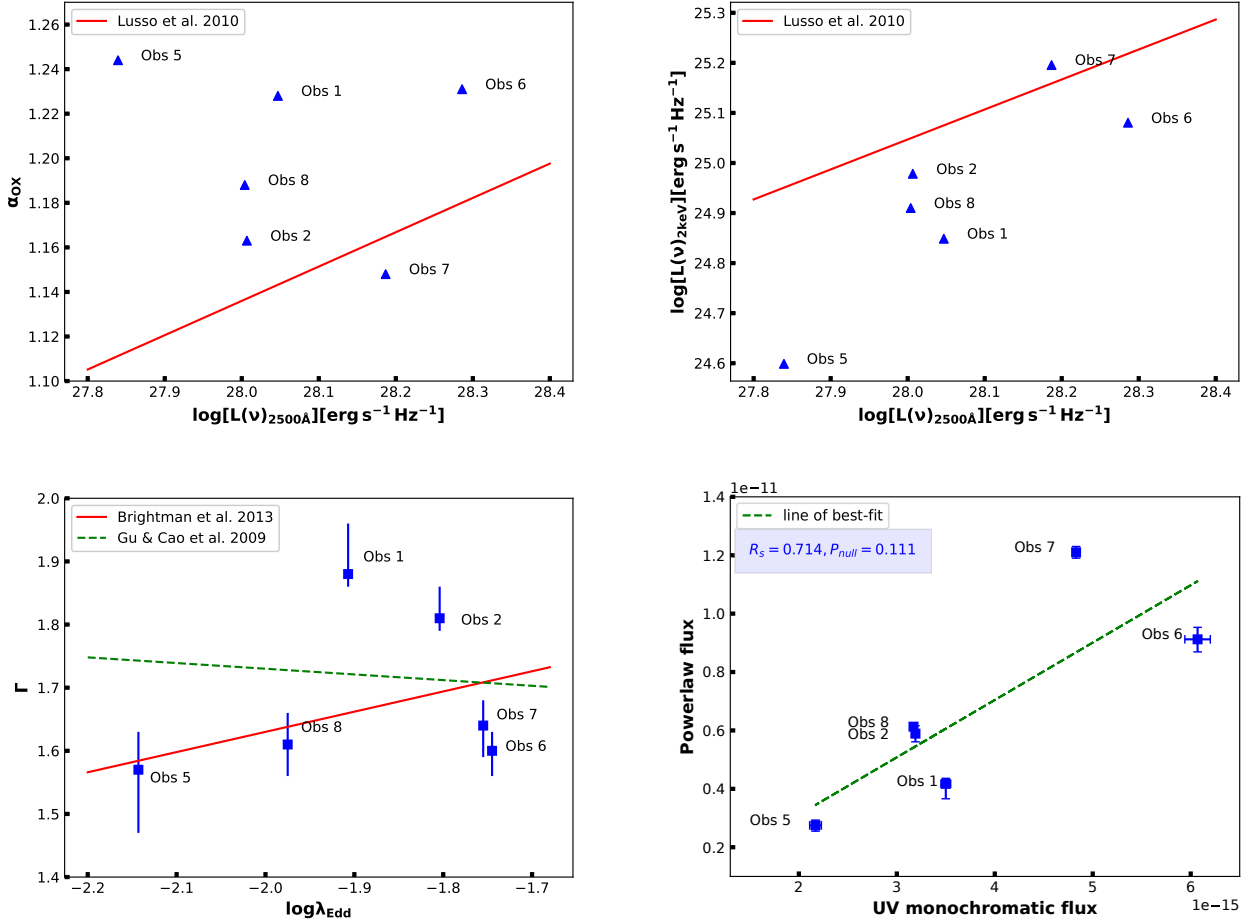 Lusso et al. 2010
Obs 5
Obs 1
Obs 6
Obs 8
Obs 2
Obs 7
1.26
1.24
1.22
1.20
1.18
1.16
1.14
1.12
1.10
α_OX
27.8 27.9 28.0 28.1 28.2 28.3 28.4
log[L(ν)_2500Å][erg s⁻¹ Hz⁻¹]
Lusso et al. 2010
Obs 7
Obs 6
Obs 2
Obs 8
Obs 1
Obs 5
25.3
25.2
25.1
25.0
24.9
24.8
24.7
24.6
log[L(ν)_2keV][erg s⁻¹ Hz⁻¹]
27.8 27.9 28.0 28.1 28.2 28.3 28.4
log[L(ν)_2500Å][erg s⁻¹ Hz⁻¹]
Brightman et al. 2013
Gu & Cao et al. 2009
Obs 1
Obs 2
Obs 7
Obs 8
Obs 6
Obs 5
2.0
1.9
1.8
1.7
1.6
1.5
1.4
Γ
−2.2 −2.1 −2.0 −1.9 −1.8 −1.7
logλ_Edd
1e−11
line of best-fit
R_s = 0.714, P_null = 0.111
Obs 7
Obs 6
Obs 8
Obs 2
Obs 1
Obs 5
1.4
1.2
1.0
0.8
0.6
0.4
0.2
Powerlaw flux
2 3 4 5 6
1e−15
UV monochromatic flux